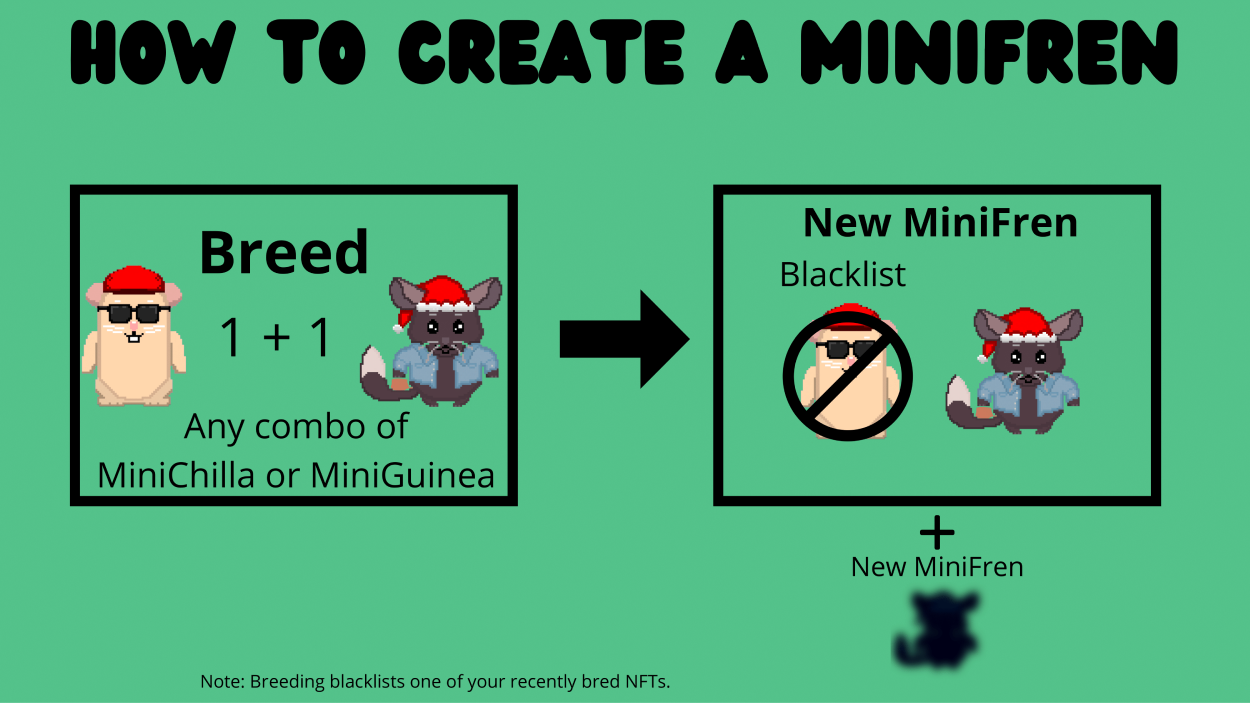 HOW TO CREATE A MINIFREN
Breed
1 + 1
Any combo of
MiniChilla or MiniGuinea
New MiniFren
Blacklist
+
New MiniFren
Note: Breeding blacklists one of your recently bred NFTs.